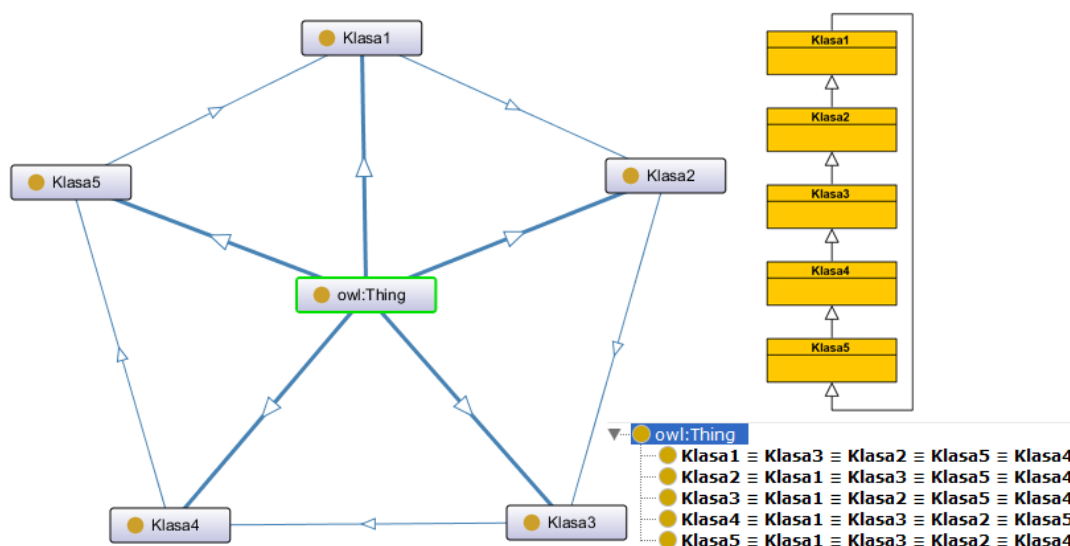 Klasa1
Klasa5
Klasa2
owl:Thing
Klasa4
Klasa3
Klasa1
Klasa2
Klasa3
Klasa4
Klasa5
owl:Thing
Klasa1 ≡ Klasa3 ≡ Klasa2 ≡ Klasa5 ≡ Klasa4
Klasa2 ≡ Klasa1 ≡ Klasa3 ≡ Klasa5 ≡ Klasa4
Klasa3 ≡ Klasa1 ≡ Klasa2 ≡ Klasa5 ≡ Klasa4
Klasa4 ≡ Klasa1 ≡ Klasa3 ≡ Klasa2 ≡ Klasa5
Klasa5 ≡ Klasa1 ≡ Klasa3 ≡ Klasa2 ≡ Klasa4